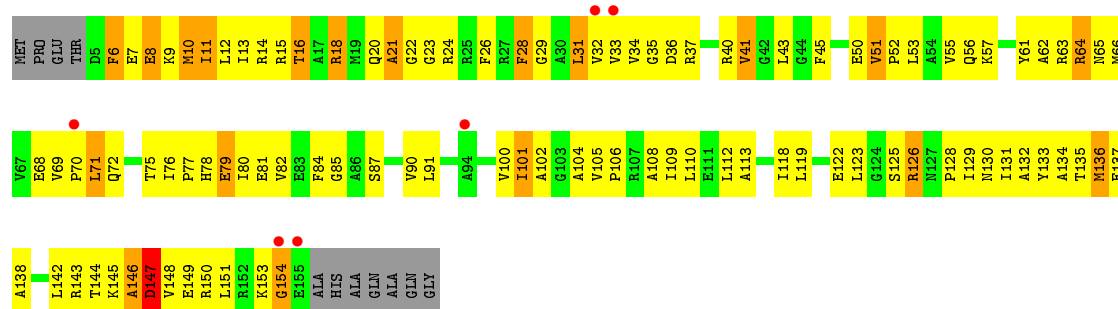 MET PRO GLU THR D5 F6 E7 E8 K9 M10 I11 L12 I13 R14 R15 T16 A17 R18 M19 Q20 A21 G22 G23 R24 R25 F26 R27 F28 G29 A30 L31 V32 V33 V34 G35 D36 R37 R40 V41 G42 L43 G44 F45 E50 V51 P52 L53 A54 V55 Q56 K57 Y61 A62 R63 R64 N65 M66
V67 E68 V69 P70 L71 Q72 T75 I76 P77 H78 E79 I80 E81 V82 E83 F84 G85 A86 S87 V90 L91 A94 V100 I101 A102 G103 A104 V105 P106 R107 A108 I109 L110 E111 L112 A113 I118 L119 E122 L123 G124 S125 R126 N127 P128 I129 N130 I131 A132 Y133 A134 T135 M136 E137
A138 L142 R143 T144 K145 A146 D147 V148 E149 R150 L151 R152 K153 G154 E155 ALA HIS ALA GLN ALA GLN GLY